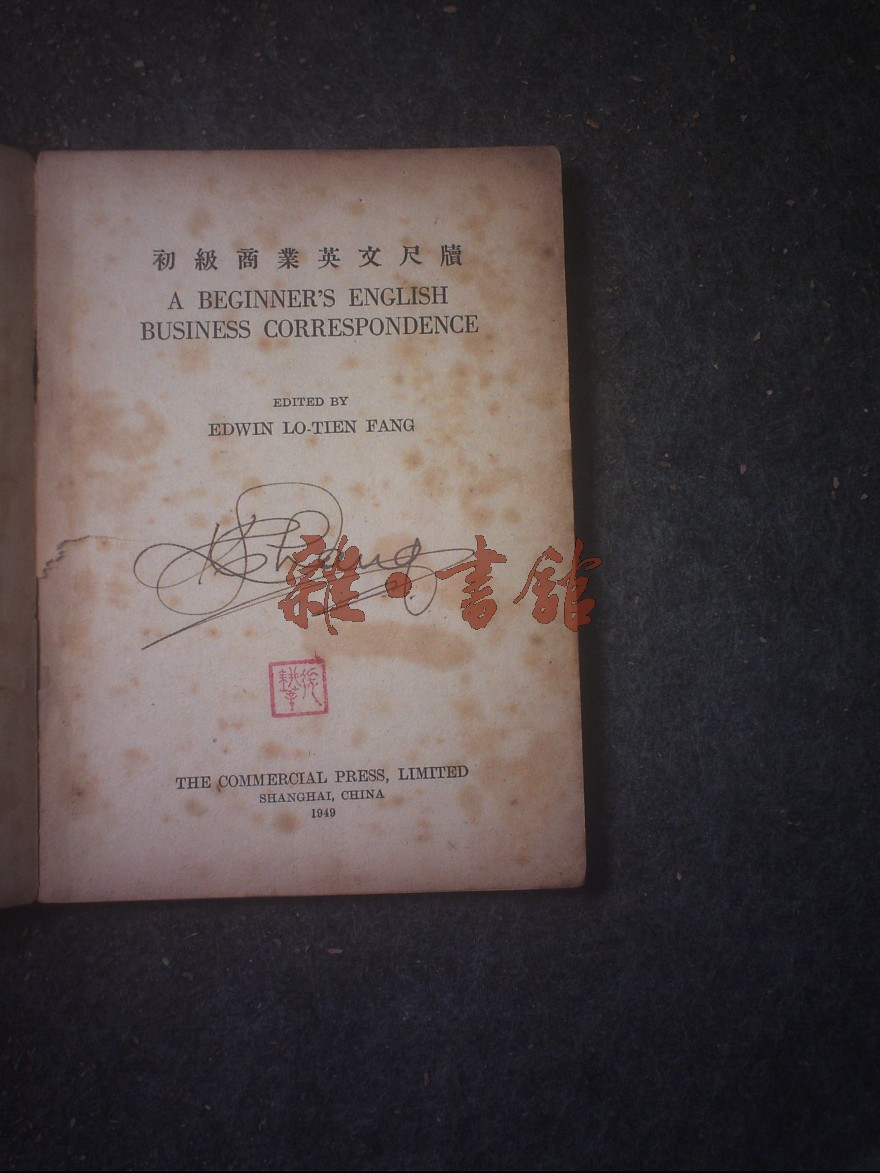 初級商業英文尺牘
A BEGINNER'S ENGLISH
BUSINESS CORRESPONDENCE
EDITED BY
EDWIN LO-TIEN FANG
雜·書館
THE COMMERCIAL PRESS, LIMITED
SHANGHAI, CHINA
1949